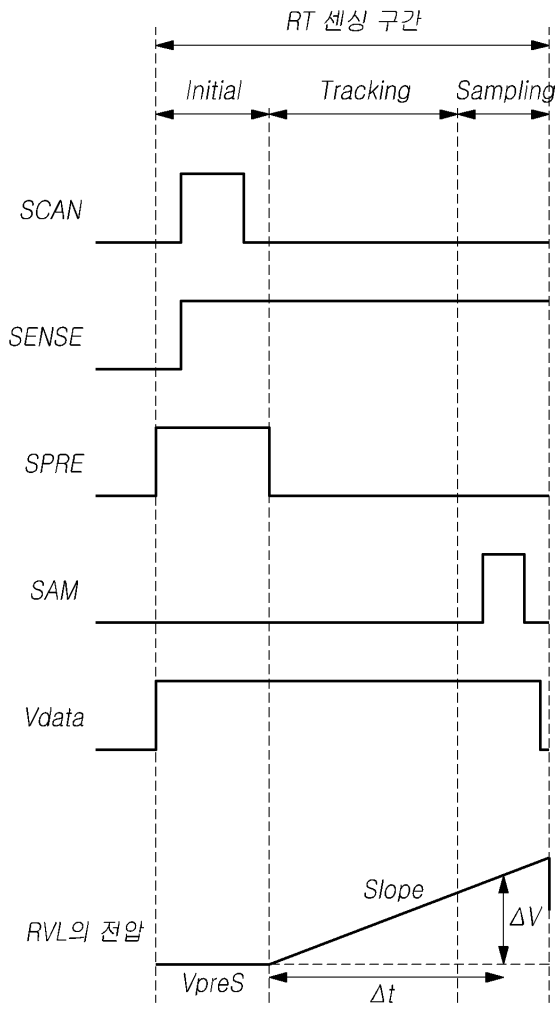 RT 센싱 구간
Initial Tracking Sampling
SCAN
SENSE
SPRE
SAM
Vdata
Slope
ΔV
RVL의 전압
VpreS
Δt